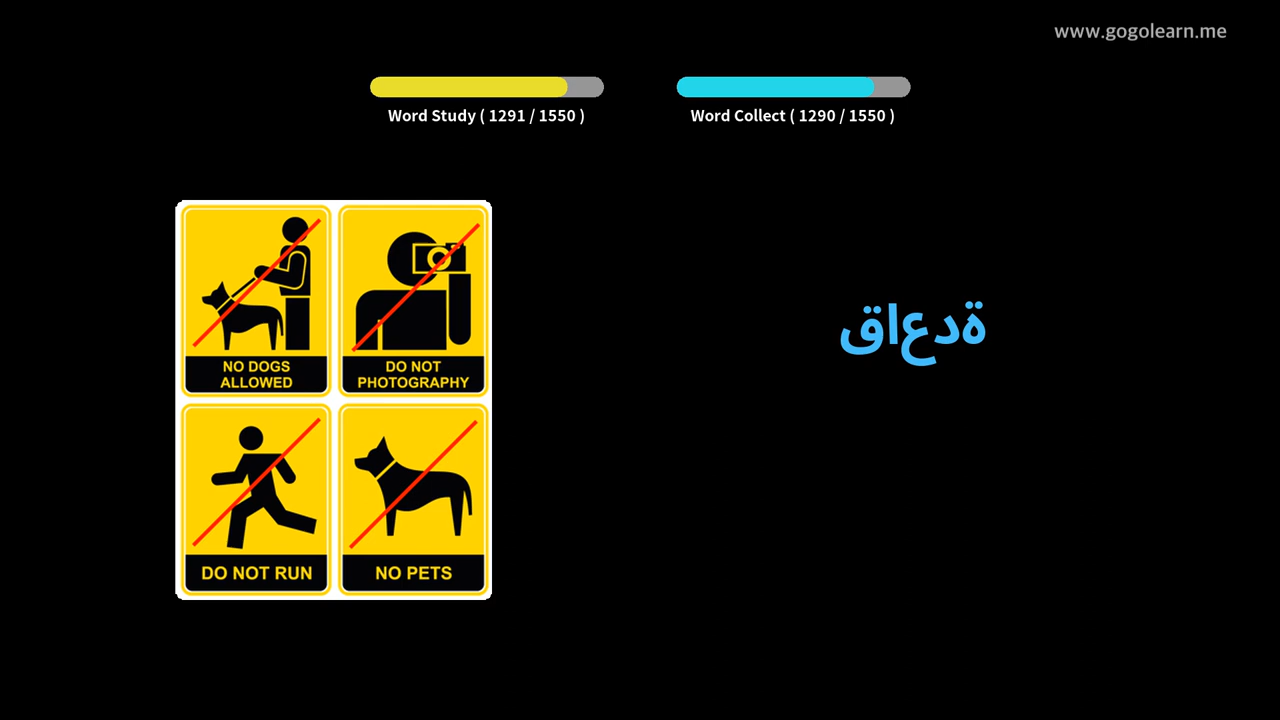 www.gogolearn.me
Word Study ( 1291 / 1550 )
Word Collect ( 1290 / 1550 )
NO DOGS
ALLOWED
DO NOT
PHOTOGRAPHY
DO NOT RUN
NO PETS
قاعدة